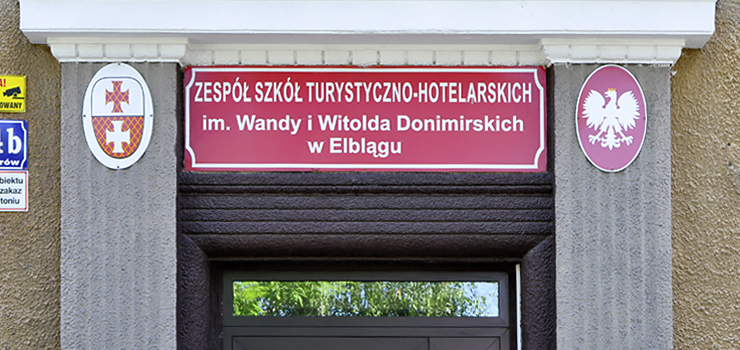 ZESPÓŁ SZKÓŁ TURYSTYCZNO-HOTELARSKICH
im. Wandy i Witolda Donimirskich
w Elblągu